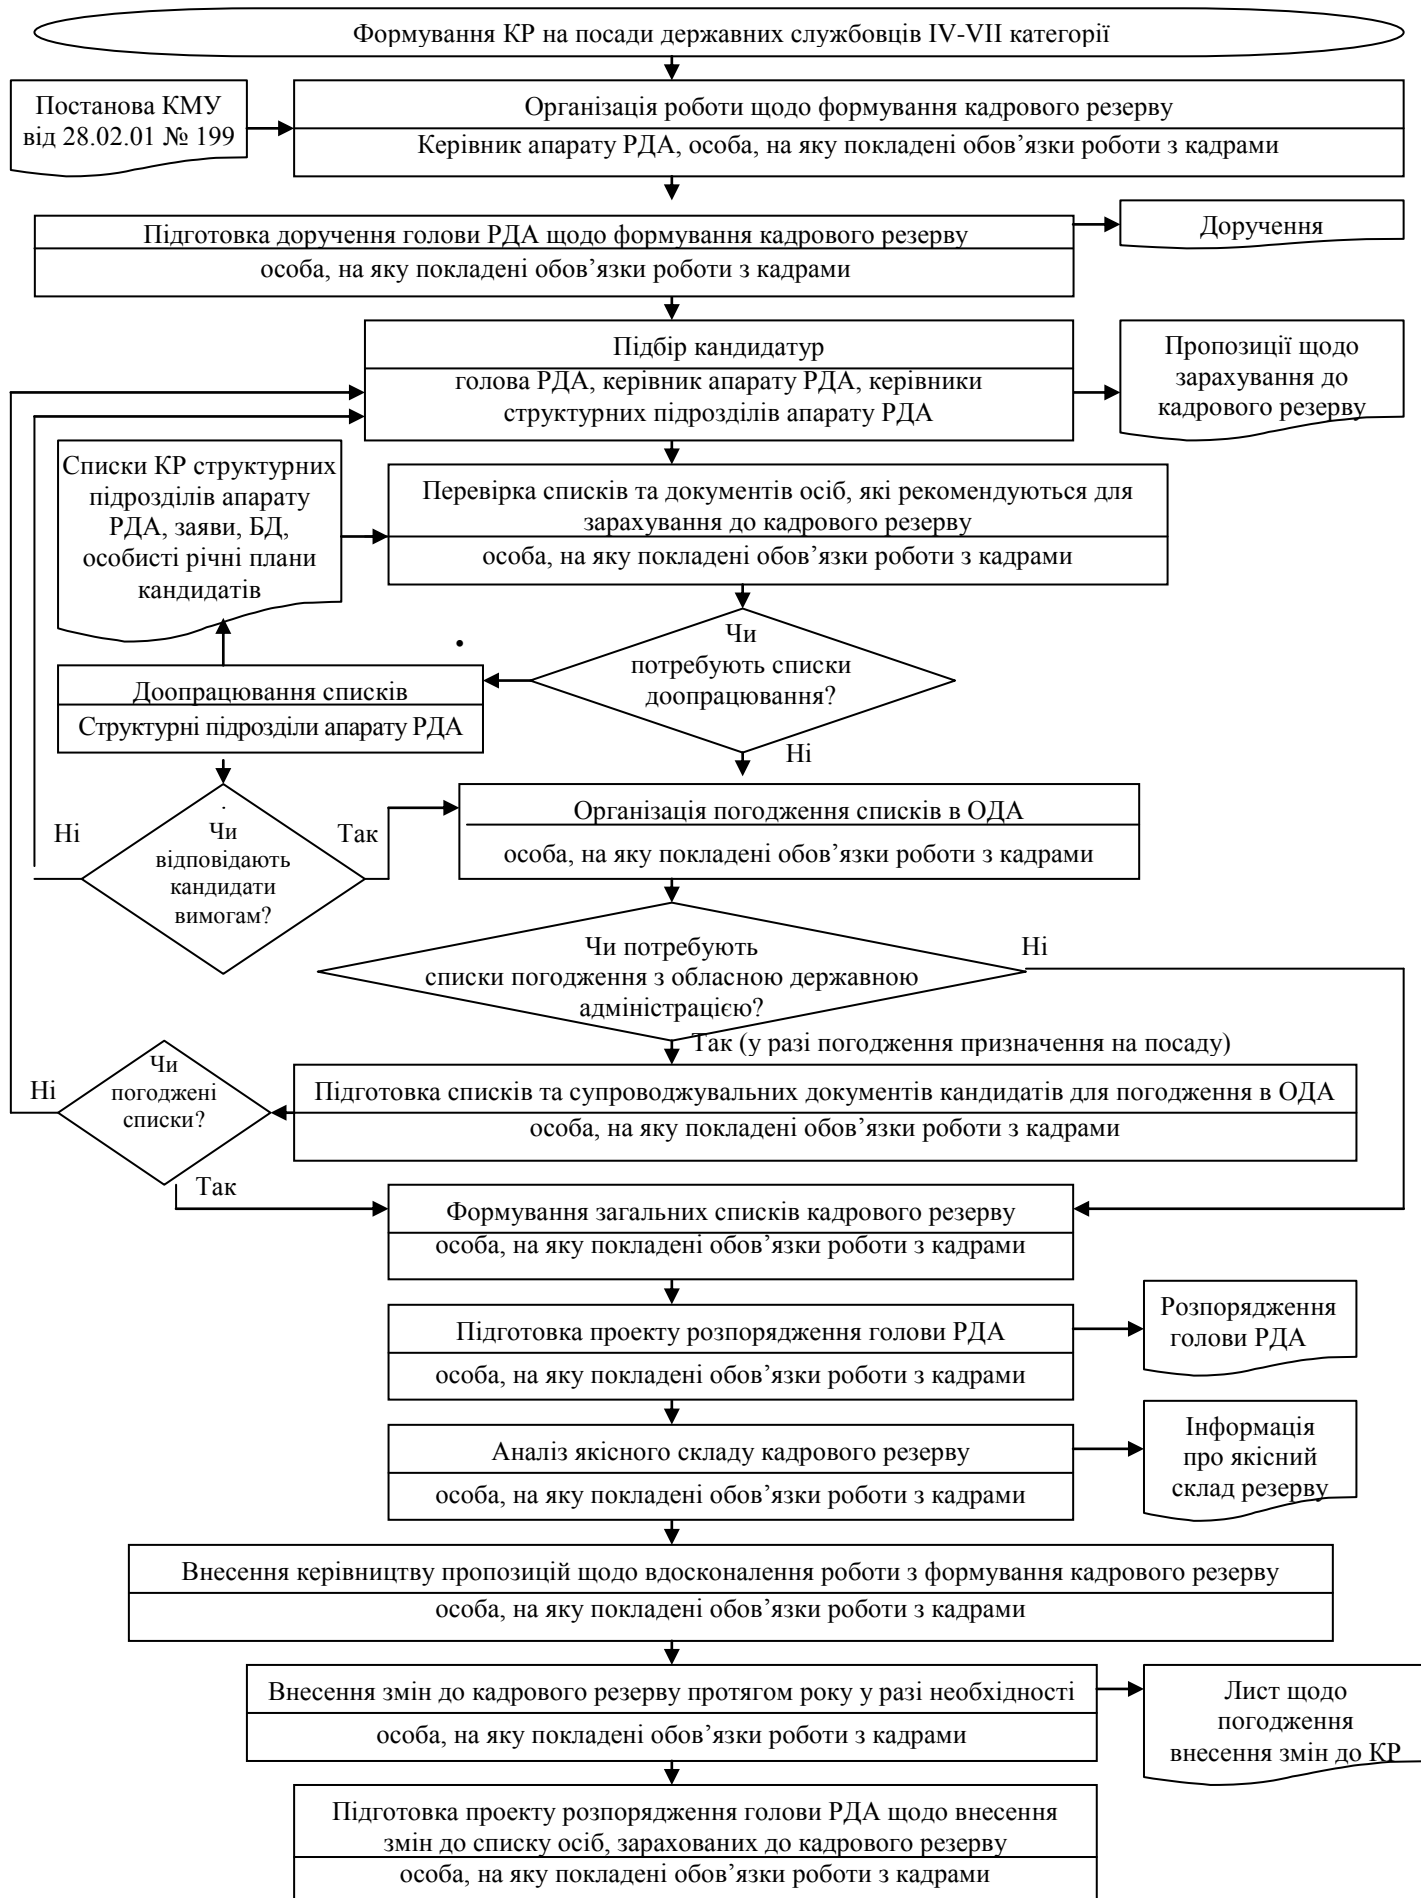 Формування КР на посади державних службовців IV-VII категорії
Постанова КМУ
від 28.02.01 № 199
Організація роботи щодо формування кадрового резерву
Керівник апарату РДА, особа, на яку покладені обов’язки роботи з кадрами
Підготовка доручення голови РДА щодо формування кадрового резерву
особа, на яку покладені обов’язки роботи з кадрами
Доручення
Підбір кандидатур
голова РДА, керівник апарату РДА, керівники
структурних підрозділів апарату РДА
Пропозиції щодо
зарахування до
кадрового резерву
Списки КР структурних
підрозділів апарату
РДА, заяви, БД,
особисті річні плани
кандидатів
Перевірка списків та документів осіб, які рекомендуються для
зарахування до кадрового резерву
особа, на яку покладені обов’язки роботи з кадрами
Чи
потребують списки
доопрацювання?
Доопрацювання списків
Структурні підрозділи апарату РДА
Ні
Ні
Чи
відповідають
кандидати
вимогам?
Так
Організація погодження списків в ОДА
особа, на яку покладені обов’язки роботи з кадрами
Чи потребують
списки погодження з обласною державною
адміністрацією?
Ні
Так (у разі погодження призначення на посаду)
Ні
Чи
погоджені
списки?
Підготовка списків та супроводжувальних документів кандидатів для погодження в ОДА
особа, на яку покладені обов’язки роботи з кадрами
Так
Формування загальних списків кадрового резерву
особа, на яку покладені обов’язки роботи з кадрами
Підготовка проекту розпорядження голови РДА
особа, на яку покладені обов’язки роботи з кадрами
Розпорядження
голови РДА
Аналіз якісного складу кадрового резерву
особа, на яку покладені обов’язки роботи з кадрами
Інформація
про якісний
склад резерву
Внесення керівництву пропозицій щодо вдосконалення роботи з формування кадрового резерву
особа, на яку покладені обов’язки роботи з кадрами
Внесення змін до кадрового резерву протягом року у разі необхідності
особа, на яку покладені обов’язки роботи з кадрами
Лист щодо
погодження
внесення змін до КР
Підготовка проекту розпорядження голови РДА щодо внесення
змін до списку осіб, зарахованих до кадрового резерву
особа, на яку покладені обов’язки роботи з кадрами